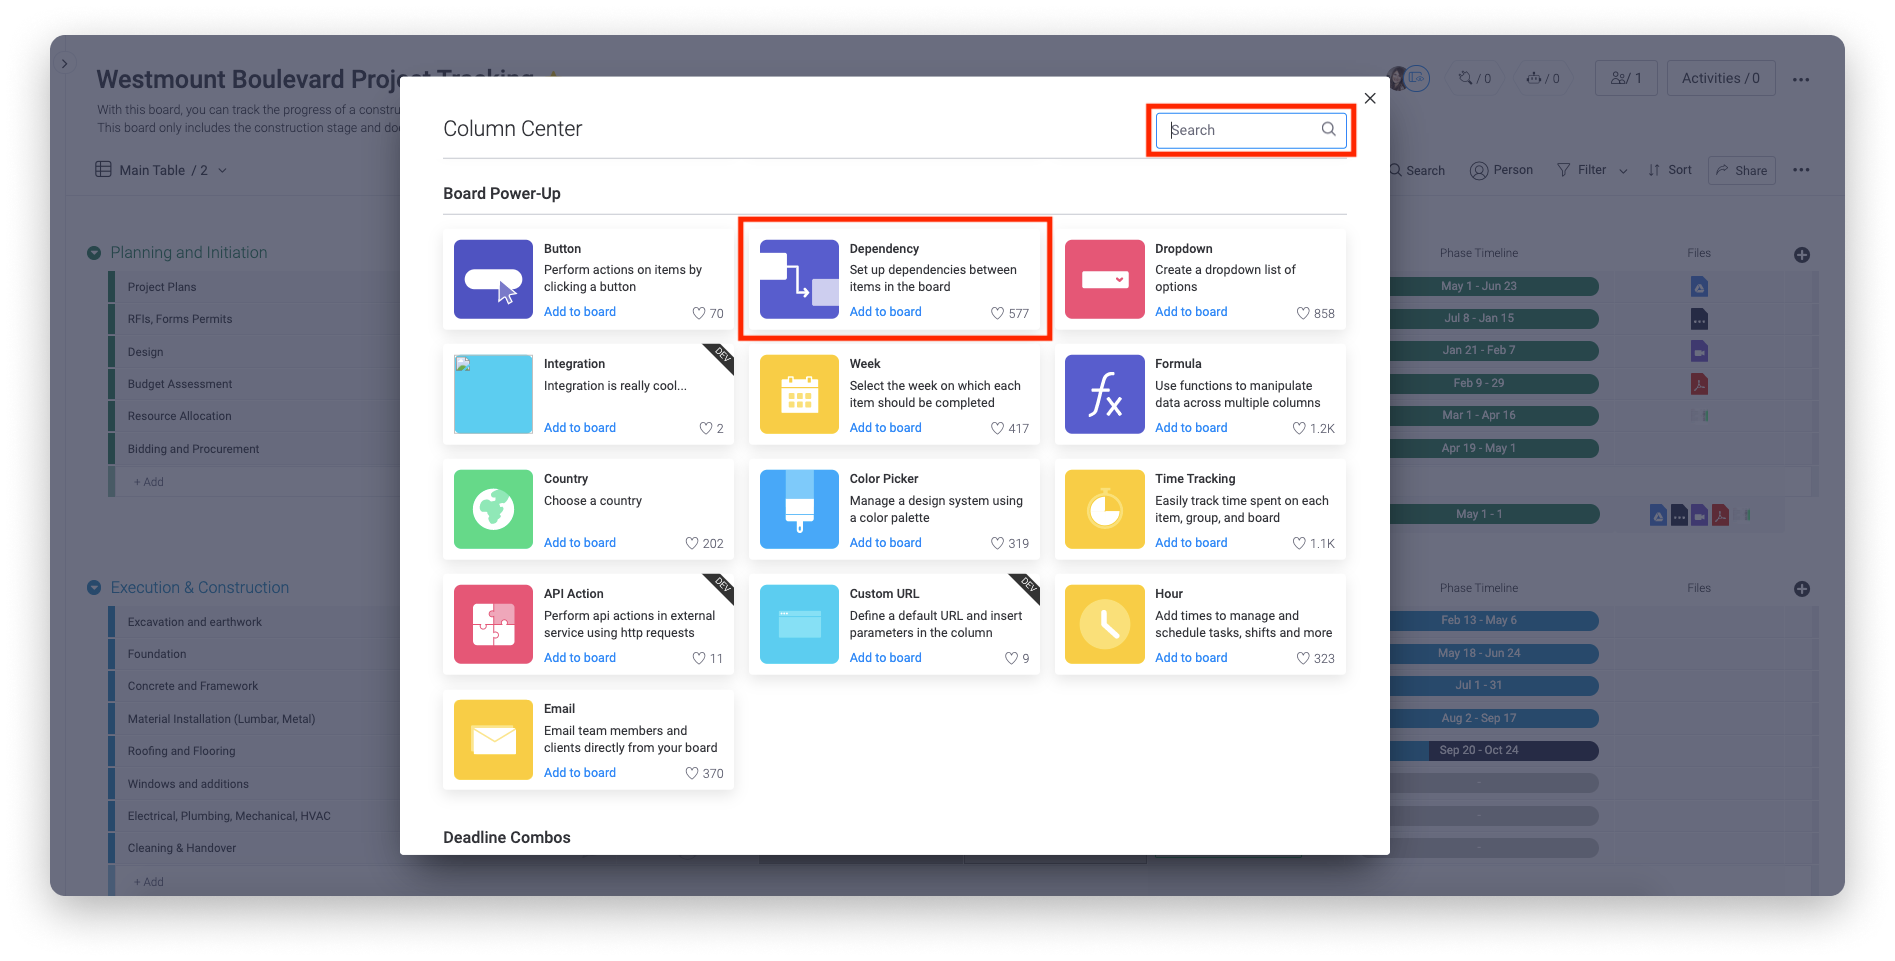 Westmount Boulevard Project Tracking
With this board, you can track the progress of a constru
This board only includes the construction stage and do
/ 0
/ 0
/ 1
Activities / 0
Main Table / 2
Search
Person
Filter
Sort
Share
Column Center
Search
Board Power-Up
Button
Perform actions on items by
clicking a button
Add to board
70
Dependency
Set up dependencies between
items in the board
Add to board
577
Dropdown
Create a dropdown list of
options
Add to board
858
Integration
Integration is really cool...
Add to board
2
DEV
Week
Select the week on which each
item should be completed
Add to board
417
Formula
Use functions to manipulate
data across multiple columns
Add to board
1.2K
fx
Country
Choose a country
Add to board
202
Color Picker
Manage a design system using
a color palette
Add to board
319
Time Tracking
Easily track time spent on each
item, group, and board
Add to board
1.1K
API Action
Perform api actions in external
service using http requests
Add to board
11
DEV
Custom URL
Define a default URL and insert
parameters in the column
Add to board
9
DEV
Hour
Add times to manage and
schedule tasks, shifts and more
Add to board
323
Email
Email team members and
clients directly from your board
Add to board
370
Deadline Combos
Planning and Initiation
Phase Timeline
Files
Project Plans
May 1 - Jun 23
RFIs, Forms Permits
Jul 8 - Jan 15
Design
Jan 21 - Feb 7
Budget Assessment
Feb 9 - 29
Resource Allocation
Mar 1 - Apr 16
Bidding and Procurement
Apr 19 - May 1
+ Add
May 1 - 1
Execution & Construction
Phase Timeline
Files
Excavation and earthwork
Feb 13 - May 6
Foundation
May 18 - Jun 24
Concrete and Framework
Jul 1 - 31
Material Installation (Lumbar, Metal)
Aug 2 - Sep 17
Roofing and Flooring
Sep 20 - Oct 24
Windows and additions
-
Electrical, Plumbing, Mechanical, HVAC
-
Cleaning & Handover
-
+ Add